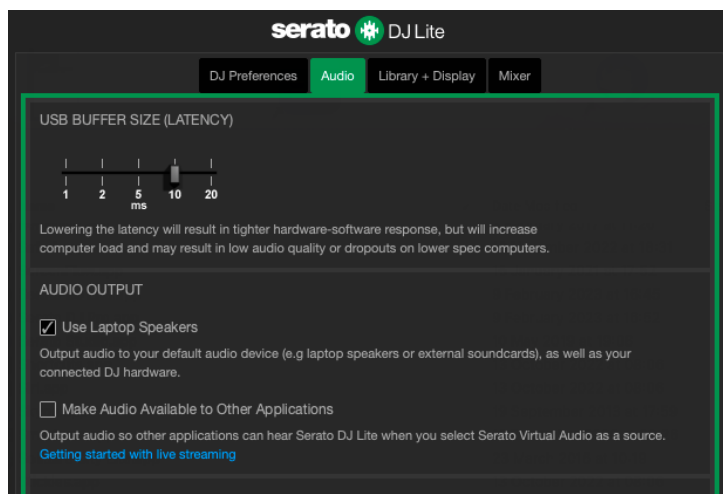 serato DJ Lite
DJ Preferences Audio Library + Display Mixer
USB BUFFER SIZE (LATENCY)
1 2 5 10 20
ms
Lowering the latency will result in tighter hardware-software response, but will increase
computer load and may result in low audio quality or dropouts on lower spec computers.
AUDIO OUTPUT
Use Laptop Speakers
Output audio to your default audio device (e.g laptop speakers or external soundcards), as well as your
connected DJ hardware.
Make Audio Available to Other Applications
Output audio so other applications can hear Serato DJ Lite when you select Serato Virtual Audio as a source.
Getting started with live streaming